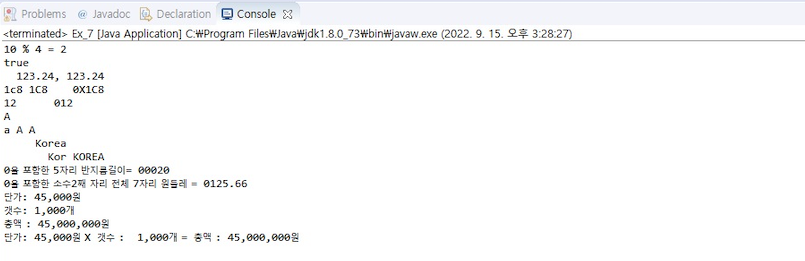 Problems @ Javadoc Declaration Console
<terminated> Ex_7 [Java Application] C:₩Program Files₩Java₩jdk1.8.0_73₩bin₩javaw.exe (2022. 9. 15. 오후 3:28:27)
10 % 4 = 2
true
  123.24, 123.24
1c8 1C8    0X1C8
12      012
A
a A A
     Korea
       Kor KOREA
0을 포함한 5자리 반지름길이= 00020
0을 포함한 소수2째 자리 전체 7자리 원둘레 = 0125.66
단가: 45,000원
갯수: 1,000개
총액 : 45,000,000원
단가: 45,000원 X 갯수 :  1,000개 = 총액 : 45,000,000원